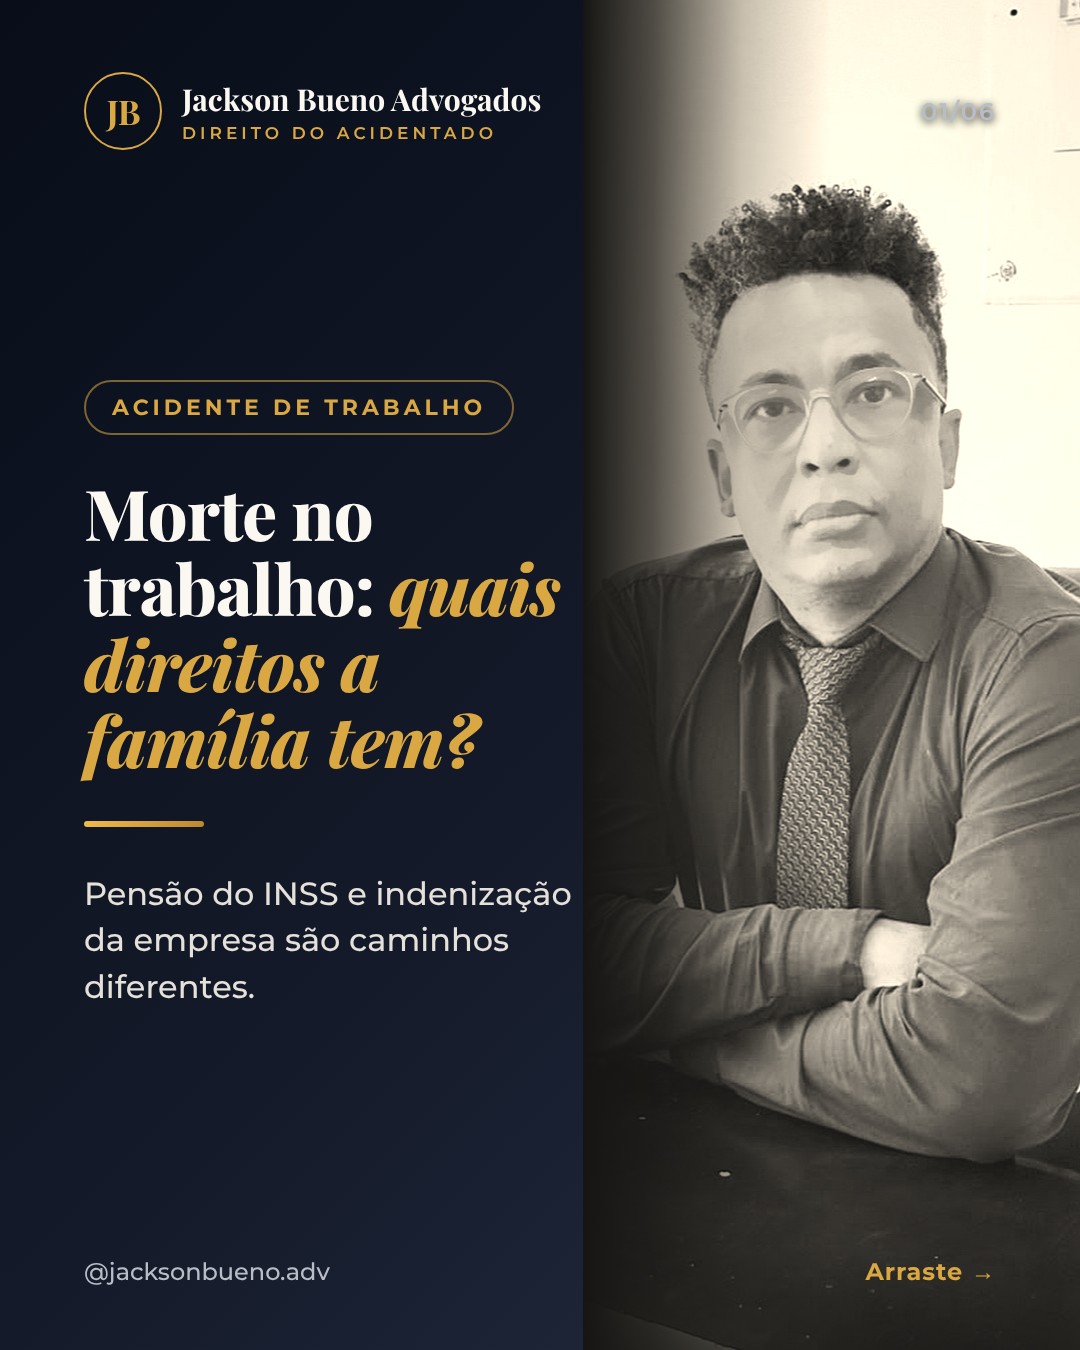 JB
Jackson Bueno Advogados
DIREITO DO ACIDENTADO
01/06
ACIDENTE DE TRABALHO
Morte no
trabalho: quais
direitos a
família tem?
Pensão do INSS e indenização
da empresa são caminhos
diferentes.
@jacksonbueno.adv
Arraste →